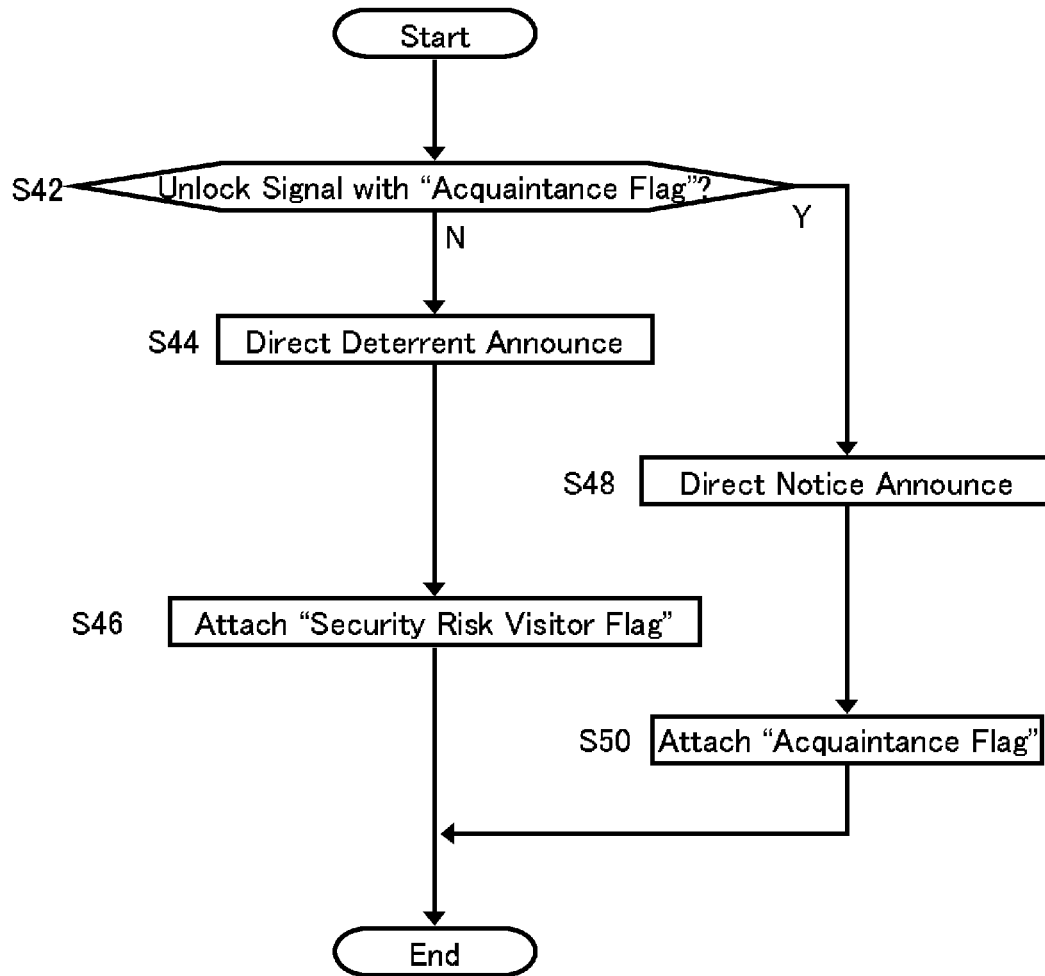 Start
S42
Unlock Signal with “Acquaintance Flag”?
Y
N
S44
Direct Deterrent Announce
S48
Direct Notice Announce
S46
Attach “Security Risk Visitor Flag”
S50
Attach “Acquaintance Flag”
End